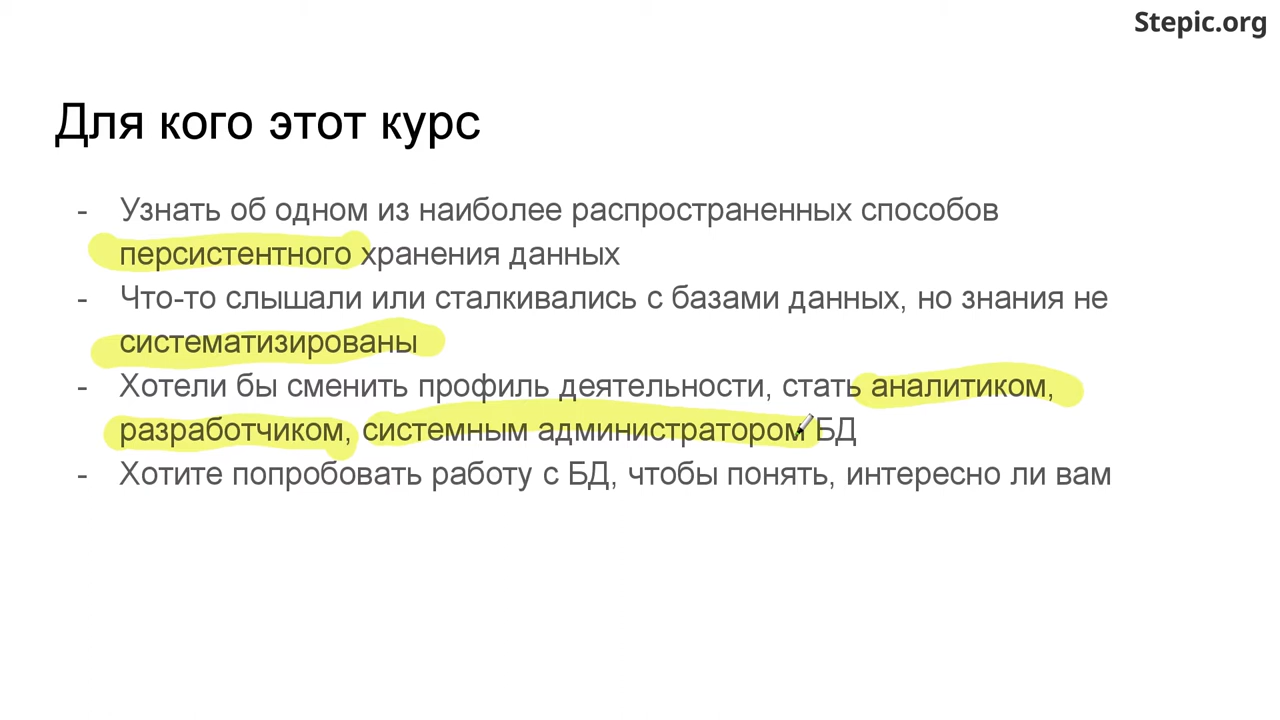 Stepic.org
Для кого этот курс
- Узнать об одном из наиболее распространенных способов
персистентного хранения данных
- Что-то слышали или сталкивались с базами данных, но знания не
систематизированы
- Хотели бы сменить профиль деятельности, стать аналитиком,
разработчиком, системным администратором БД
- Хотите попробовать работу с БД, чтобы понять, интересно ли вам